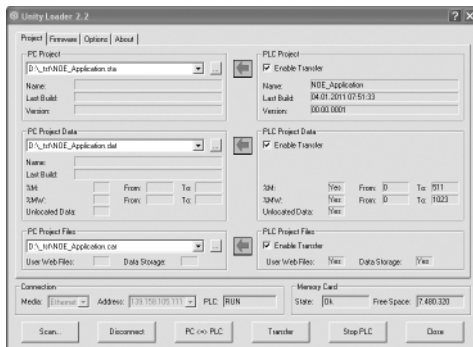 Unity Loader 2.2
Project Firmware Options About
PC Project
PLC Project
D:\_tsf\NOE_Application.sta
...
Enable Transfer
Name:
Name: NOE_Application
Last Build:
Last Build: 04.01.2011 07:51:33
Version:
Version: 00.00.0001
PC Project Data
PLC Project Data
D:\_tsf\NOE_Application.dat
...
Enable Transfer
Name:
Last Build:
%M: From: To:
%M: Yes From: 0 To: 511
%MW: From: To:
%MW: Yes From: 0 To: 1023
Unlocated Data:
Unlocated Data: Yes
PC Project Files
PLC Project Files
D:\_tsf\NOE_Application.car
...
Enable Transfer
User Web Files: Data Storage:
User Web Files: Yes Data Storage: Yes
Connection
Memory Card
Media: Ethernet Address: 139.158.105.111 PLC: RUN
State: Ok Free Space: 7.480.320
Scan... Disconnect PC <=> PLC Transfer Stop PLC Close